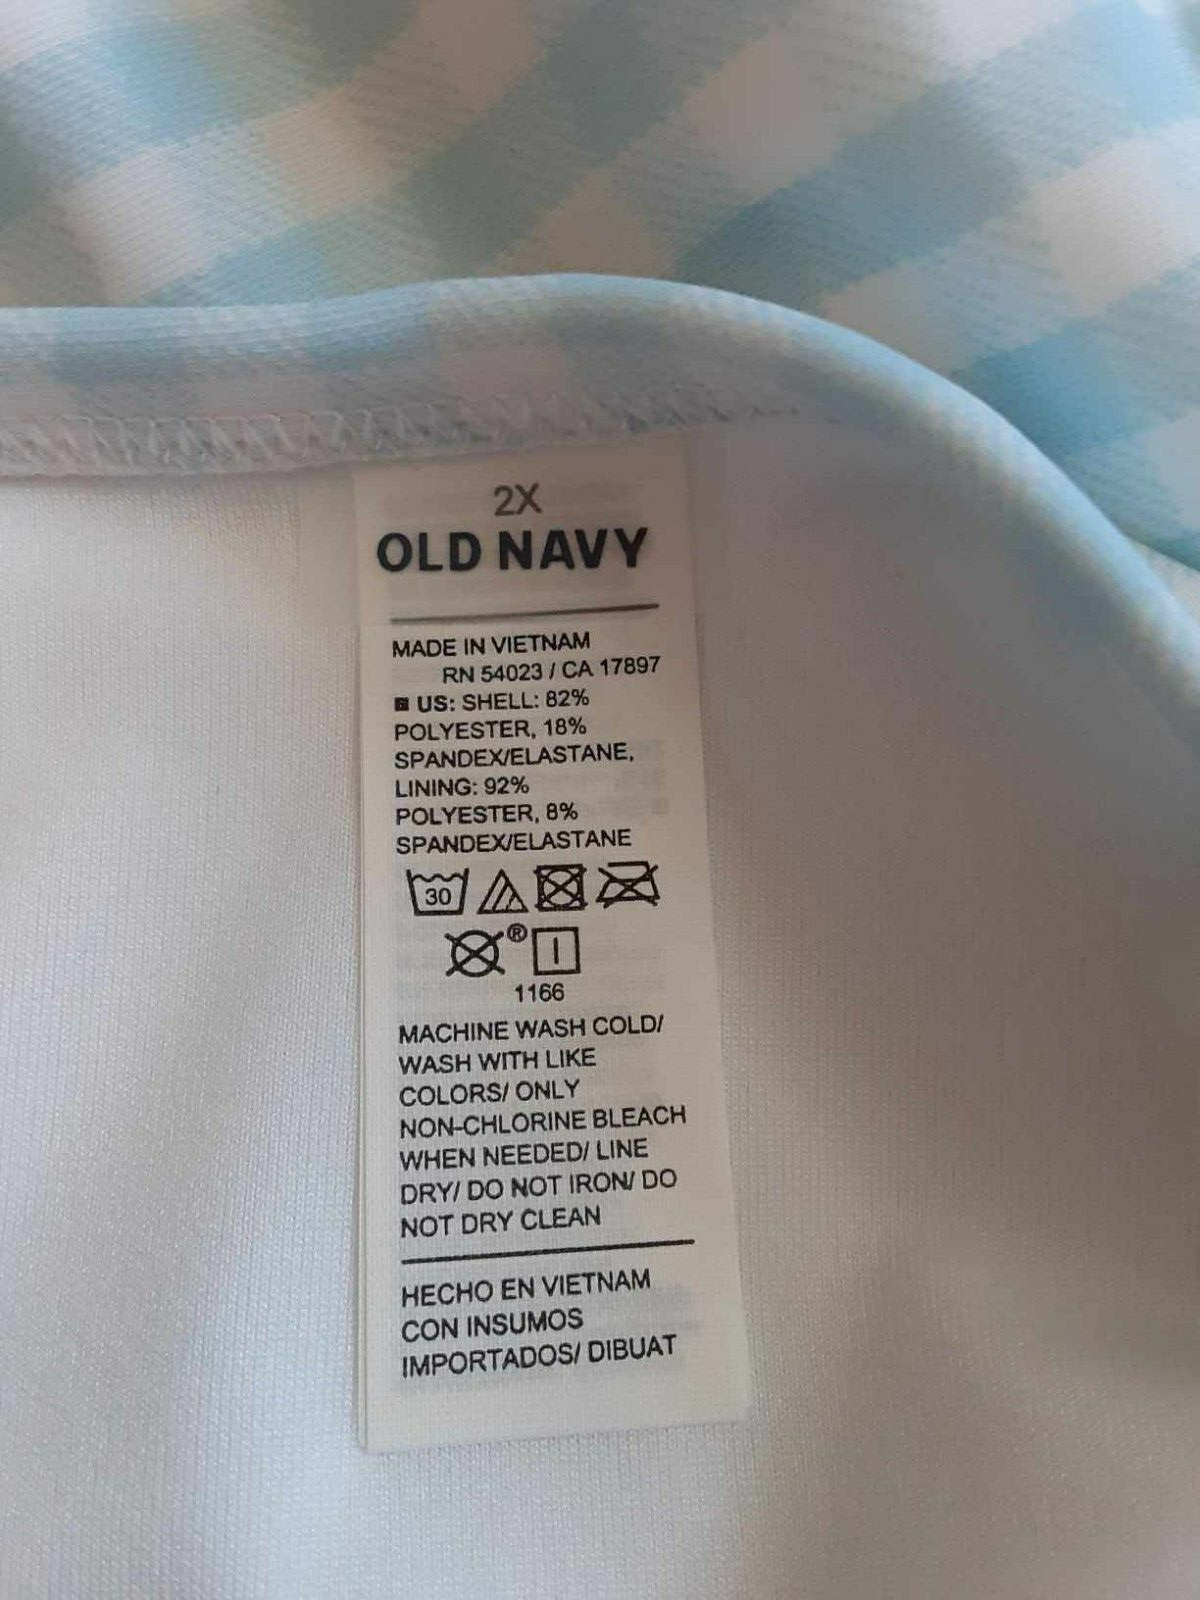 2X
OLD NAVY
MADE IN VIETNAM
RN 54023 / CA 17897
US: SHELL: 82%
POLYESTER, 18%
SPANDEX/ELASTANE,
LINING: 92%
POLYESTER, 8%
SPANDEX/ELASTANE
30
®
1166
MACHINE WASH COLD/
WASH WITH LIKE
COLORS/ ONLY
NON-CHLORINE BLEACH
WHEN NEEDED/ LINE
DRY/ DO NOT IRON/ DO
NOT DRY CLEAN
HECHO EN VIETNAM
CON INSUMOS
IMPORTADOS/ DIBUAT